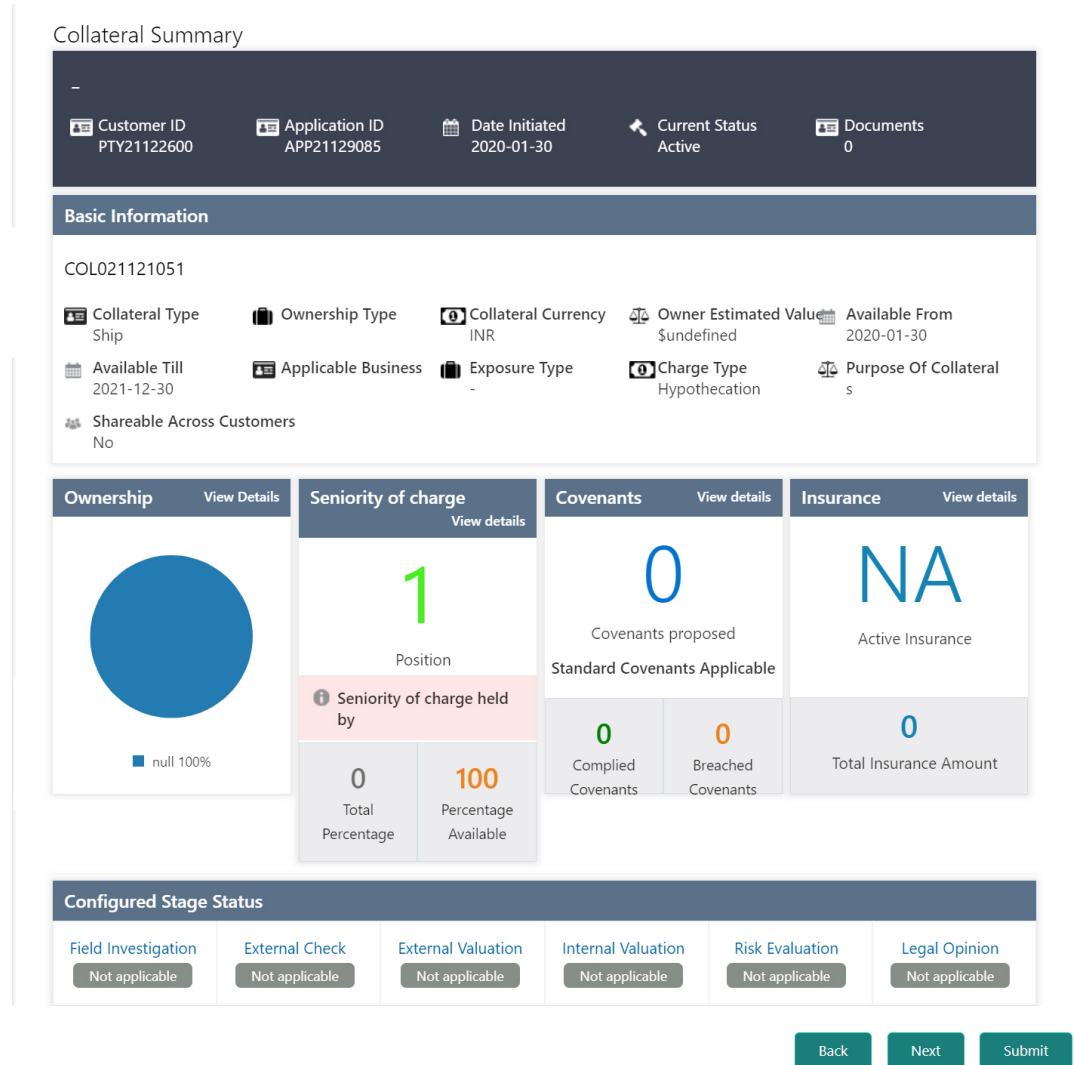 Collateral Summary
–
Customer ID Application ID Date Initiated Current Status Documents
PTY21122600 APP21129085 2020-01-30 Active 0
Basic Information
COL021121051
Collateral Type Ownership Type Collateral Currency Owner Estimated Value Available From
Ship INR $undefined 2020-01-30
Available Till Applicable Business Exposure Type Charge Type Purpose Of Collateral
2021-12-30 - Hypothecation s
Shareable Across Customers
No
Ownership View Details
null 100%
Seniority of charge
View details
1
Position
Seniority of charge held
by
0 100
Total Percentage
Percentage Available
Covenants View details
0
Covenants proposed
Standard Covenants Applicable
0 0
Complied Breached
Covenants Covenants
Insurance View details
NA
Active Insurance
0
Total Insurance Amount
Configured Stage Status
Field Investigation External Check External Valuation Internal Valuation Risk Evaluation Legal Opinion
Not applicable Not applicable Not applicable Not applicable Not applicable Not applicable
Back Next Submit